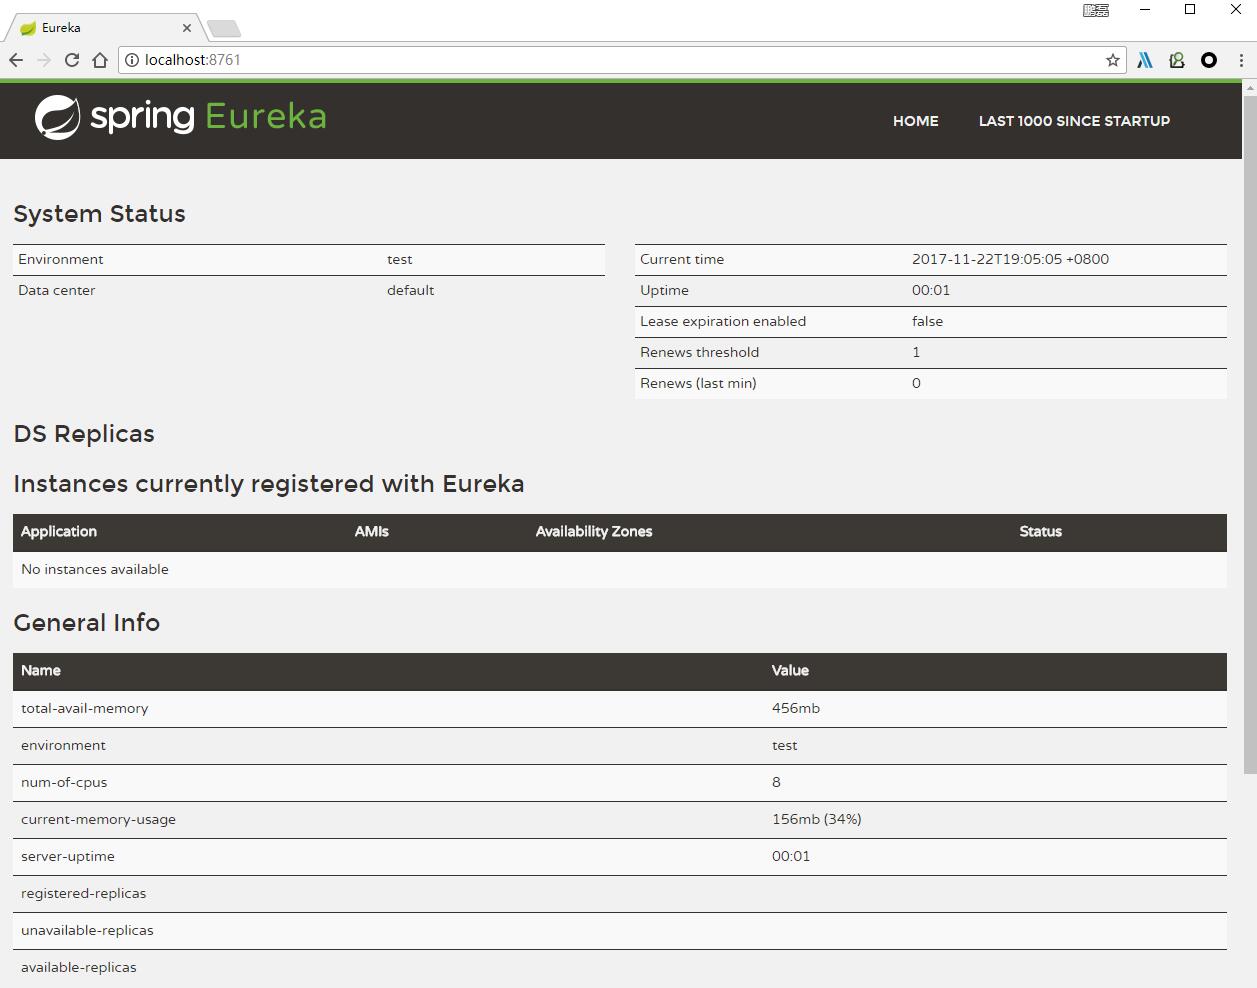 鹏磊
Eureka
localhost:8761
spring Eureka
HOME LAST 1000 SINCE STARTUP
System Status
Environment test
Data center default
Current time 2017-11-22T19:05:05 +0800
Uptime 00:01
Lease expiration enabled false
Renews threshold 1
Renews (last min) 0
DS Replicas
Instances currently registered with Eureka
Application AMIs Availability Zones Status
No instances available
General Info
Name Value
total-avail-memory 456mb
environment test
num-of-cpus 8
current-memory-usage 156mb (34%)
server-uptime 00:01
registered-replicas
unavailable-replicas
available-replicas